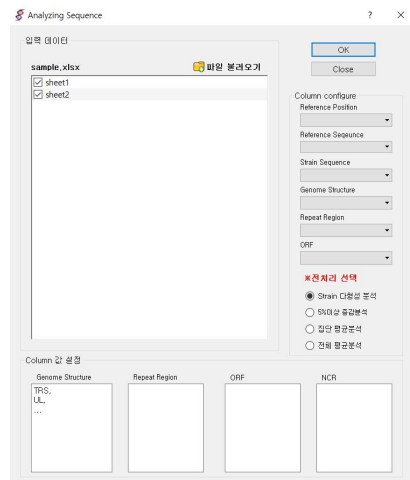 Analyzing Sequence
? ×
입력 데이터
sample.xlsx
파일 불러오기
sheet1
sheet2
OK
Close
Column configure
Reference Position
Reference Seqeunce
Strain Sequence
Genome Structure
Repeat Region
ORF
※전처리 선택
Strain 다형성 분석
5%이상 증감분석
집단 평균분석
전체 평균분석
Column 값 설정
Genome Structure
Repeat Region
ORF
NCR
TRS,
UL,
...